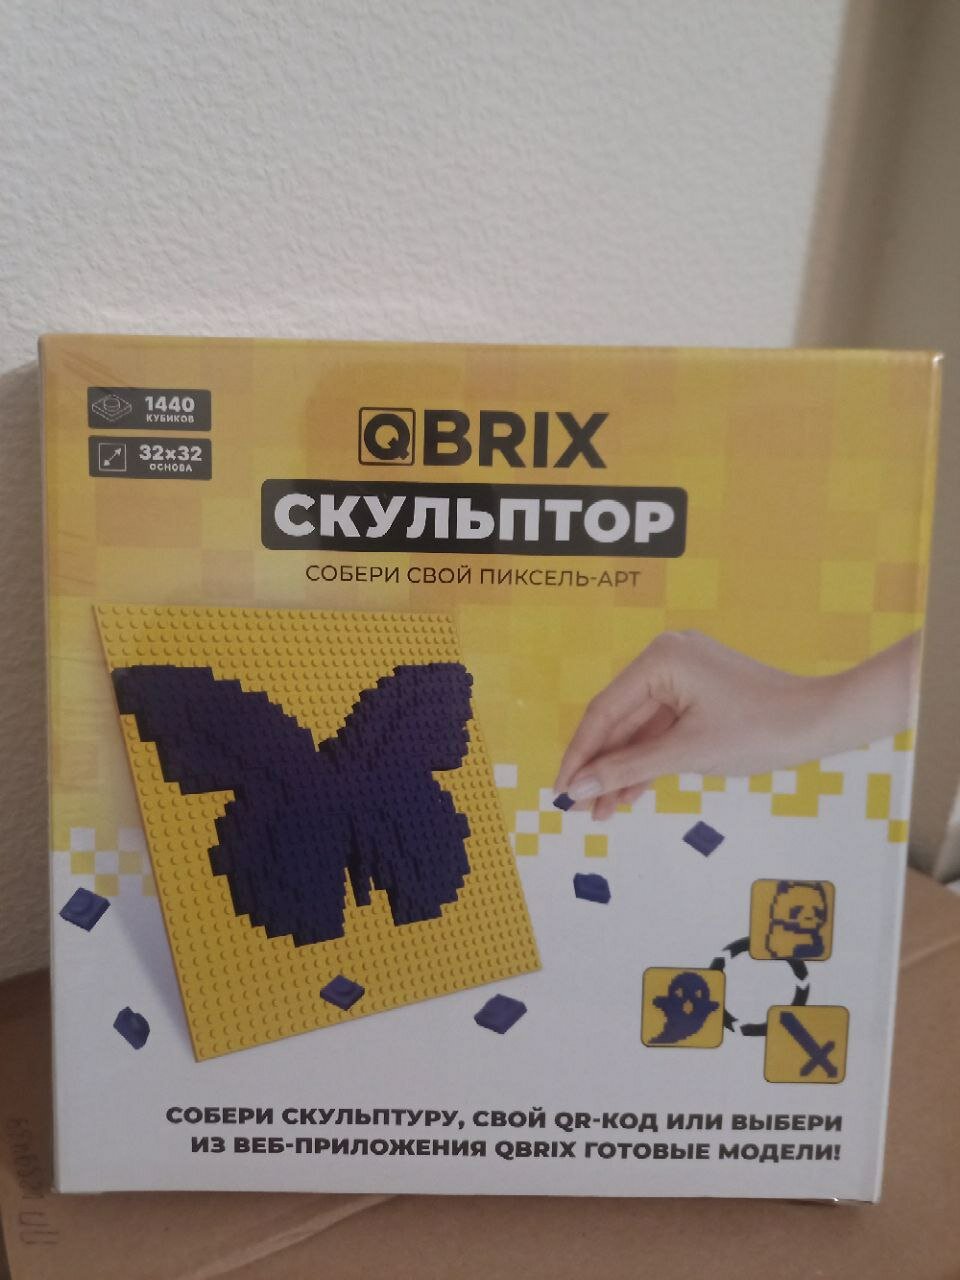 1440
КУБИКОВ
32х32
ОСНОВА
QBRIX
СКУЛЬПТОР
СОБЕРИ СВОЙ ПИКСЕЛЬ-АРТ
СОБЕРИ СКУЛЬПТУРУ, СВОЙ QR-КОД ИЛИ ВЫБЕРИ
ИЗ ВЕБ-ПРИЛОЖЕНИЯ QBRIX ГОТОВЫЕ МОДЕЛИ!